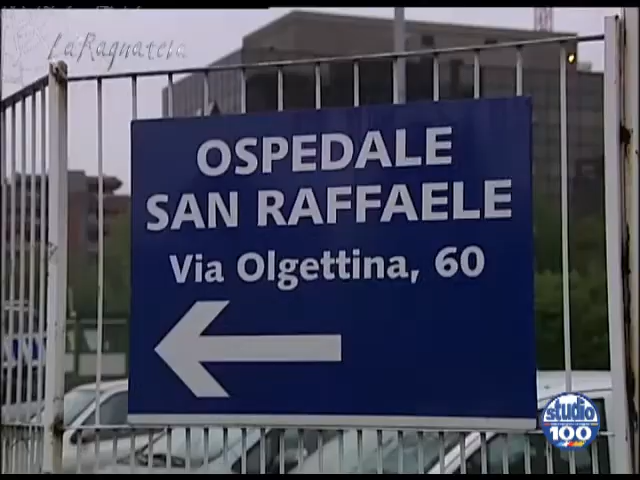 LaRagnatela
OSPEDALE
SAN RAFFAELE
Via Olgettina, 60
studio
100